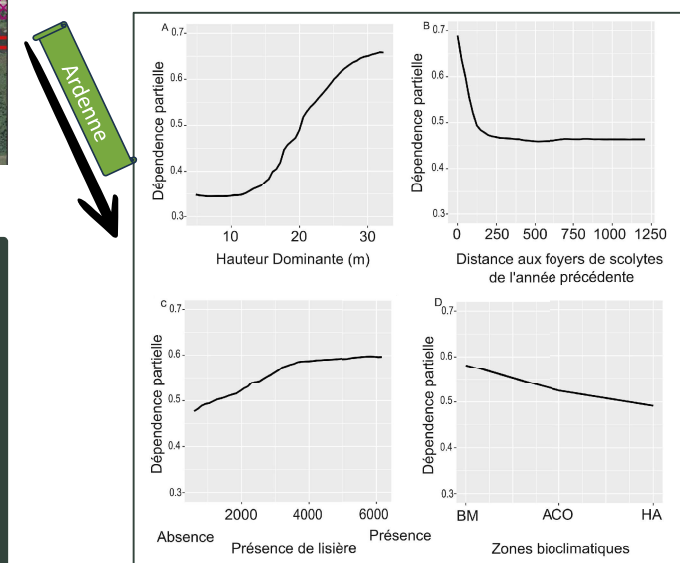 Ardenne
A
0.7
0.6
0.5
0.4
0.3
Dépendence partielle
10 20 30
Hauteur Dominante (m)
B
0.7
0.6
0.5
0.4
0.3
Dépendence partielle
0 250 500 750 1000 1250
Distance aux foyers de scolytes
de l'année précédente
C
0.7
0.6
0.5
0.4
0.3
Dépendence partielle
2000 4000 6000
Absence Présence
Présence de lisière
D
0.7
0.6
0.5
0.4
0.3
Dépendence partielle
BM ACO HA
Zones bioclimatiques